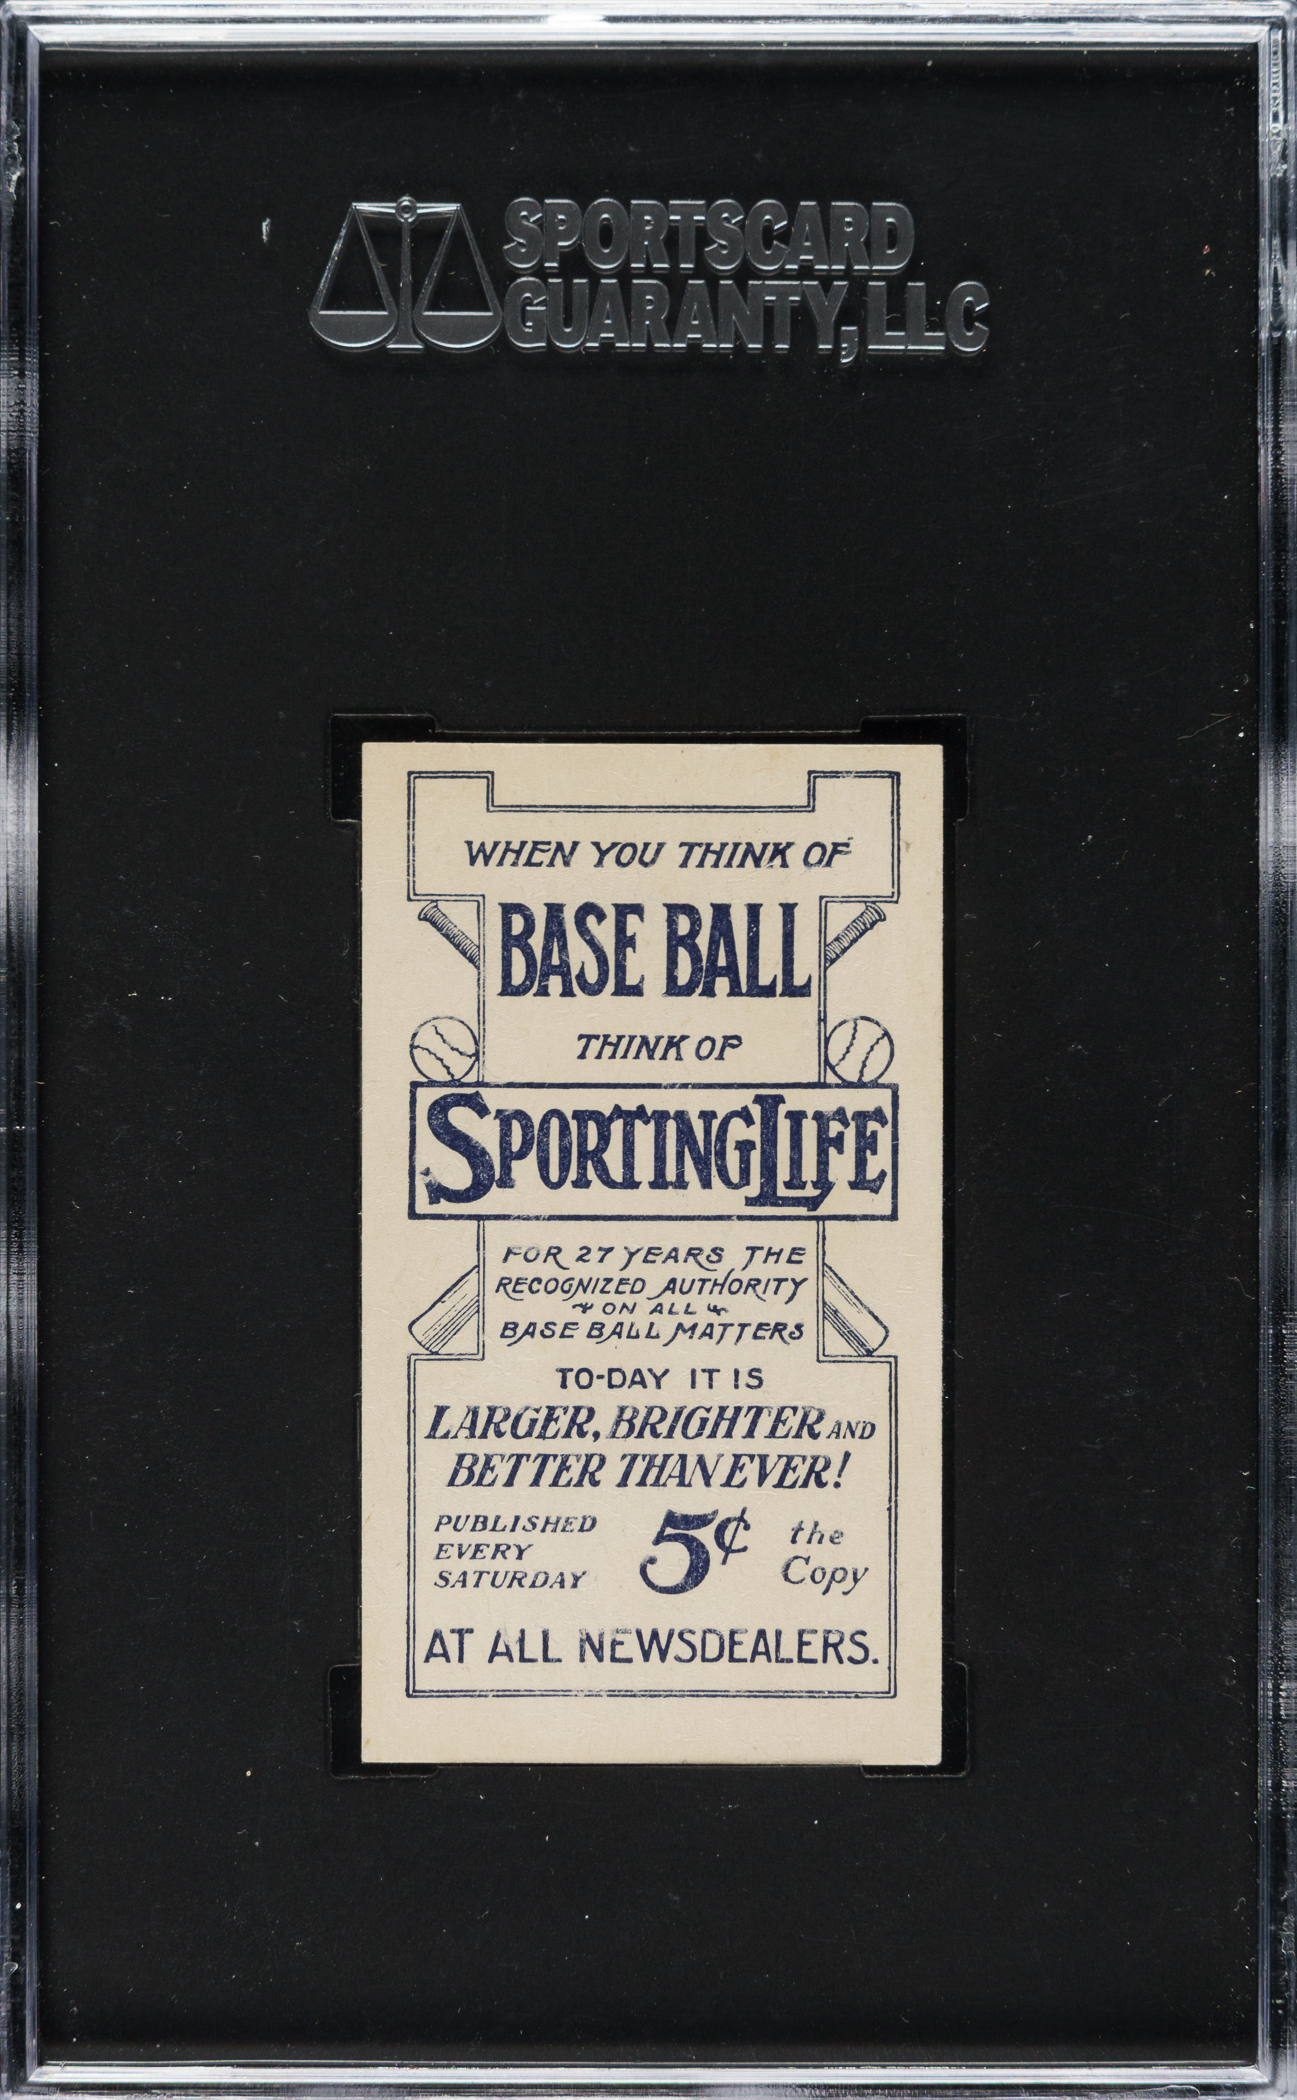 SPORTSCARD
GUARANTY, LLC
WHEN YOU THINK OF
BASE BALL
THINK OF
SPORTING LIFE
FOR 27 YEARS THE
RECOGNIZED AUTHORITY
ON ALL
BASE BALL MATTERS
TO-DAY IT IS
LARGER, BRIGHTER AND
BETTER THAN EVER!
PUBLISHED
EVERY
SATURDAY
5¢
the
Copy
AT ALL NEWSDEALERS.